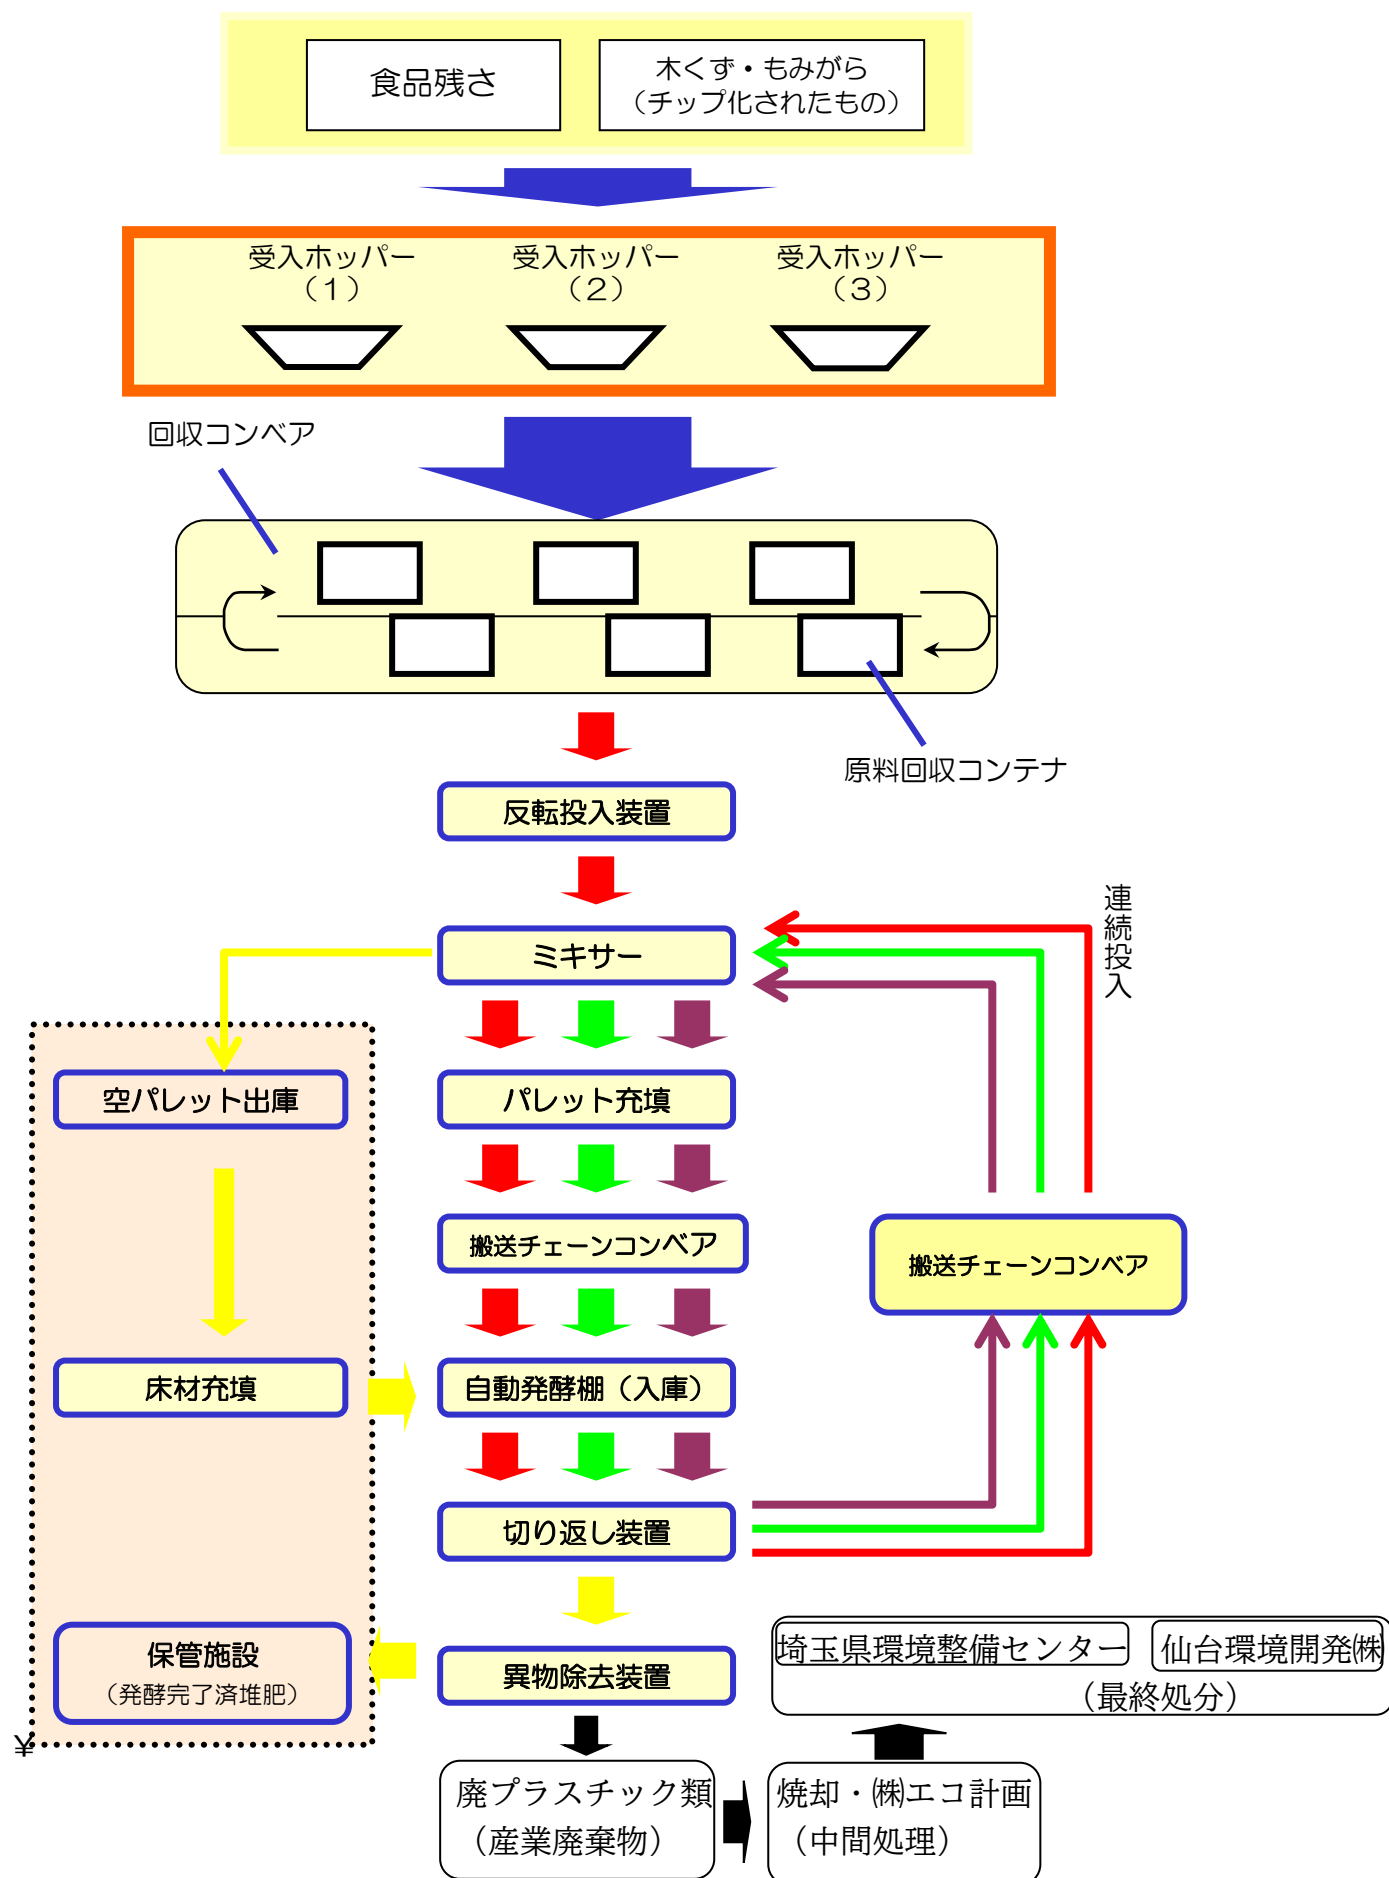 食品残さ
木くず・もみがら
（チップ化されたもの）
受入ホッパー
（１）
受入ホッパー
（２）
受入ホッパー
（３）
回収コンベア
原料回収コンテナ
反転投入装置
ミキサー
連続投入
空パレット出庫
パレット充填
搬送チェーンコンベア
搬送チェーンコンベア
床材充填
自動発酵棚（入庫）
切り返し装置
保管施設
（発酵完了済堆肥）
異物除去装置
埼玉県環境整備センター
仙台環境開発㈱
（最終処分）
¥
廃プラスチック類
（産業廃棄物）
焼却・㈱エコ計画
（中間処理）